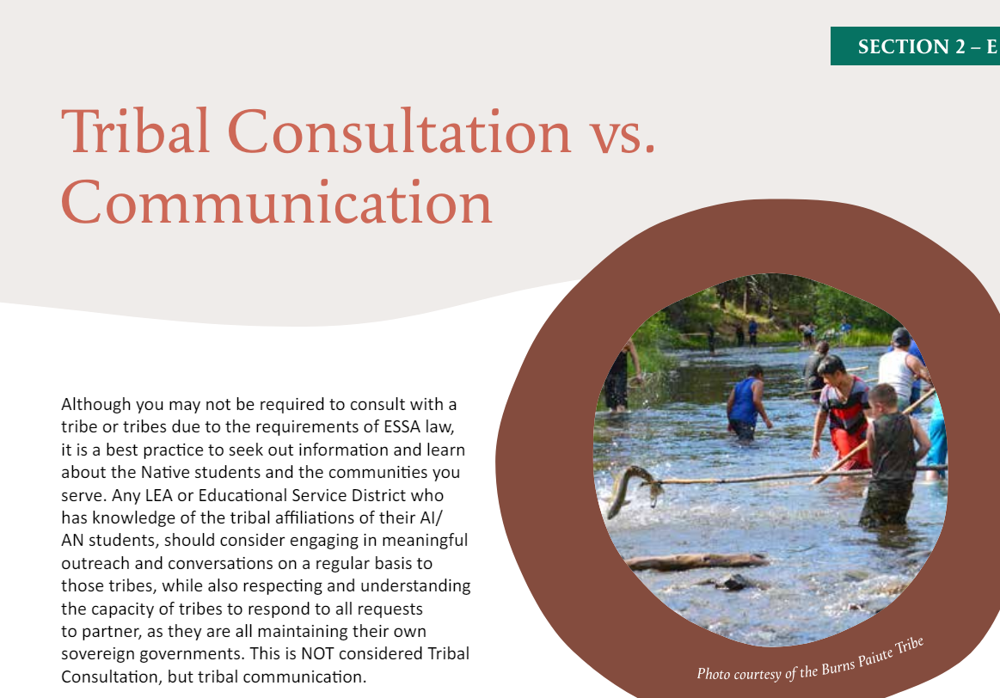 SECTION 2 – E
Tribal Consultation vs.
Communication
Although you may not be required to consult with a
tribe or tribes due to the requirements of ESSA law,
it is a best practice to seek out information and learn
about the Native students and the communities you
serve. Any LEA or Educational Service District who
has knowledge of the tribal affiliations of their AI/
AN students, should consider engaging in meaningful
outreach and conversations on a regular basis to
those tribes, while also respecting and understanding
the capacity of tribes to respond to all requests
to partner, as they are all maintaining their own
sovereign governments. This is NOT considered Tribal
Consultation, but tribal communication.
Photo courtesy of the Burns Paiute Tribe